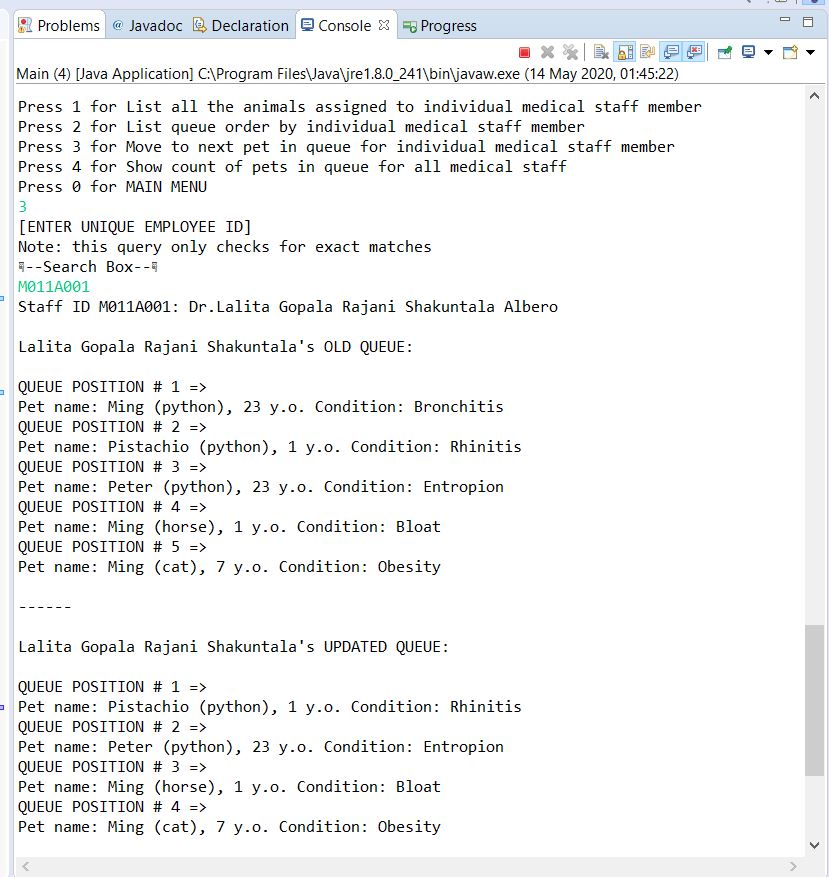 Problems @ Javadoc Declaration Console Progress
Main (4) [Java Application] C:\Program Files\Java\jre1.8.0_241\bin\javaw.exe (14 May 2020, 01:45:22)
Press 1 for List all the animals assigned to individual medical staff member
Press 2 for List queue order by individual medical staff member
Press 3 for Move to next pet in queue for individual medical staff member
Press 4 for Show count of pets in queue for all medical staff
Press 0 for MAIN MENU
3
[ENTER UNIQUE EMPLOYEE ID]
Note: this query only checks for exact matches
☟--Search Box--☟
M011A001
Staff ID M011A001: Dr.Lalita Gopala Rajani Shakuntala Albero
Lalita Gopala Rajani Shakuntala's OLD QUEUE:
QUEUE POSITION # 1 =>
Pet name: Ming (python), 23 y.o. Condition: Bronchitis
QUEUE POSITION # 2 =>
Pet name: Pistachio (python), 1 y.o. Condition: Rhinitis
QUEUE POSITION # 3 =>
Pet name: Peter (python), 23 y.o. Condition: Entropion
QUEUE POSITION # 4 =>
Pet name: Ming (horse), 1 y.o. Condition: Bloat
QUEUE POSITION # 5 =>
Pet name: Ming (cat), 7 y.o. Condition: Obesity
------
Lalita Gopala Rajani Shakuntala's UPDATED QUEUE:
QUEUE POSITION # 1 =>
Pet name: Pistachio (python), 1 y.o. Condition: Rhinitis
QUEUE POSITION # 2 =>
Pet name: Peter (python), 23 y.o. Condition: Entropion
QUEUE POSITION # 3 =>
Pet name: Ming (horse), 1 y.o. Condition: Bloat
QUEUE POSITION # 4 =>
Pet name: Ming (cat), 7 y.o. Condition: Obesity